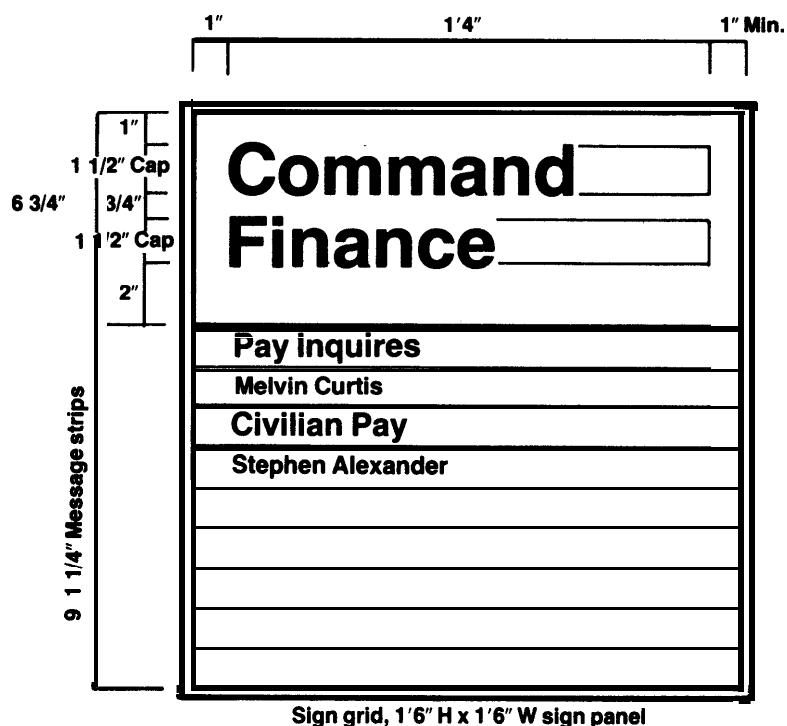 1" 1'4" 1" Min.
1"
1 1/2" Cap
6 3/4" 3/4"
1 1/2" Cap
2"
Command
Finance
Pay inquires
Melvin Curtis
Civilian Pay
Stephen Alexander
9 1 1/4" Message strips
Sign grid, 1'6" H x 1'6" W sign panel